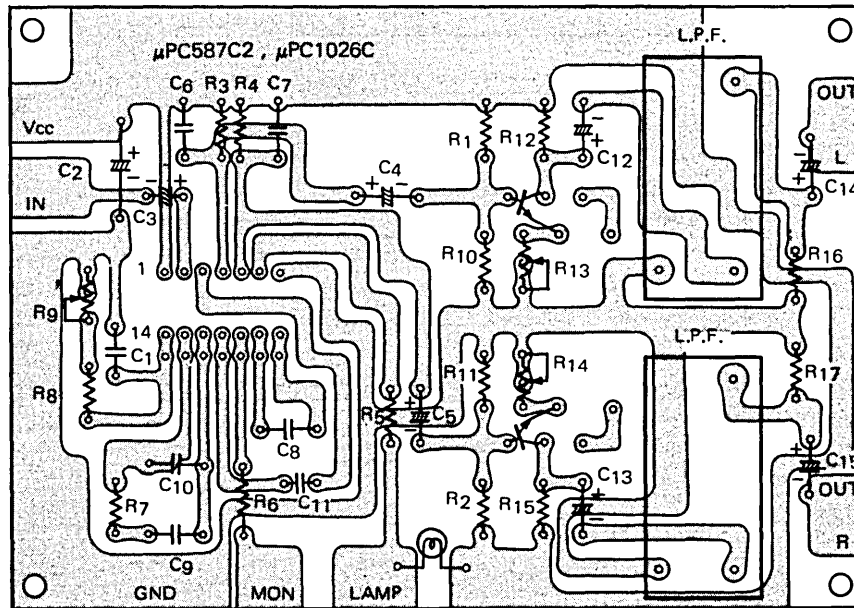 μPC587C2 , μPC1026C
L.P.F.
C6 R3 R4 C7
OUT
Vcc
C2
C4
R1
R12
C12
L
C14
IN
C3
1
R10
R13
R16
R9
14
C1
L.P.F.
R8
R11
R14
R17
R5
C5
C8
C10
C13
C15
R7
R6
C11
R2
R15
OUT
C9
R
GND
MON
LAMP